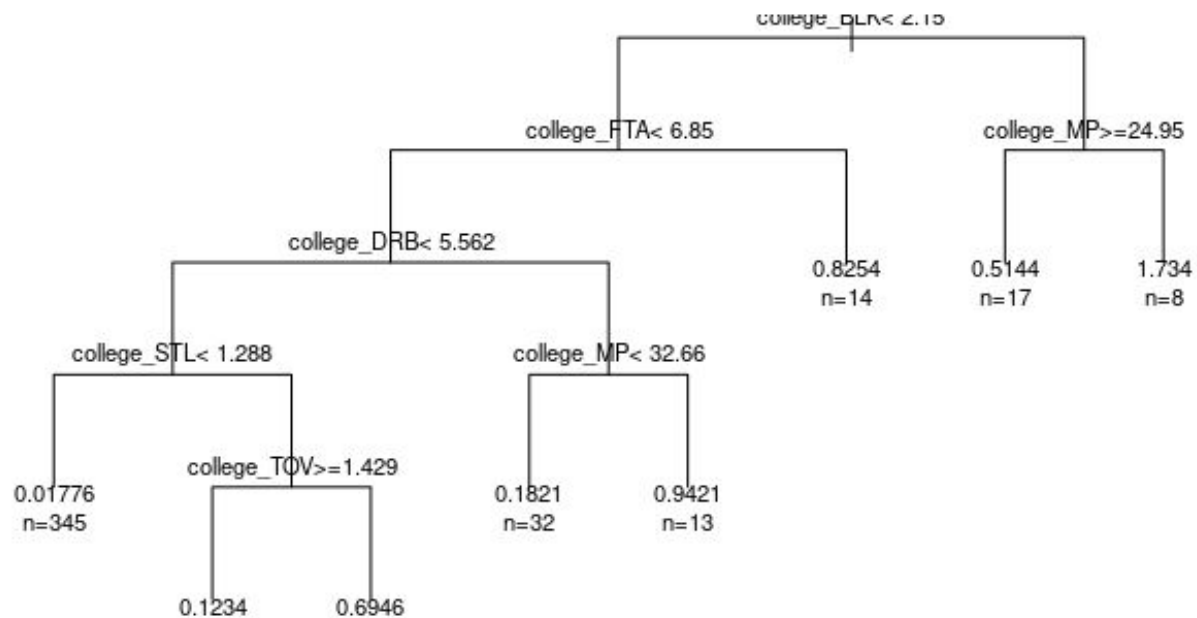 college_BLK< 2.15
college_FTA< 6.85
college_MP>=24.95
college_DRB< 5.562
0.8254
n=14
0.5144
n=17
1.734
n=8
college_STL< 1.288
college_MP< 32.66
college_TOV>=1.429
0.01776
n=345
0.1821
n=32
0.9421
n=13
0.1234
0.6946